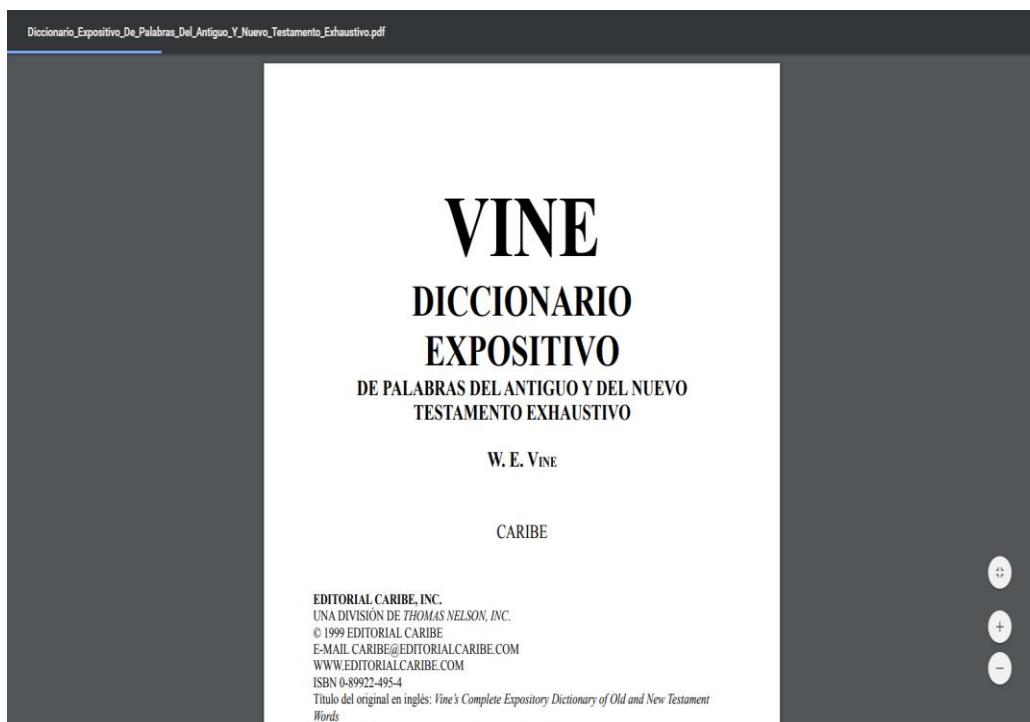 Diccionario_Expositivo_De_Palabras_Del_Antiguo_Y_Nuevo_Testamento_Exhaustivo.pdf
VINE
DICCIONARIO
EXPOSITIVO
DE PALABRAS DEL ANTIGUO Y DEL NUEVO
TESTAMENTO EXHAUSTIVO
W. E. VINE
CARIBE
EDITORIAL CARIBE, INC.
UNA DIVISIÓN DE THOMAS NELSON, INC.
© 1999 EDITORIAL CARIBE
E-MAIL CARIBE@EDITORIALCARIBE.COM
WWW.EDITORIALCARIBE.COM
ISBN 0-89922-495-4
Título del original en inglés: Vine's Complete Expository Dictionary of Old and New Testament
Words